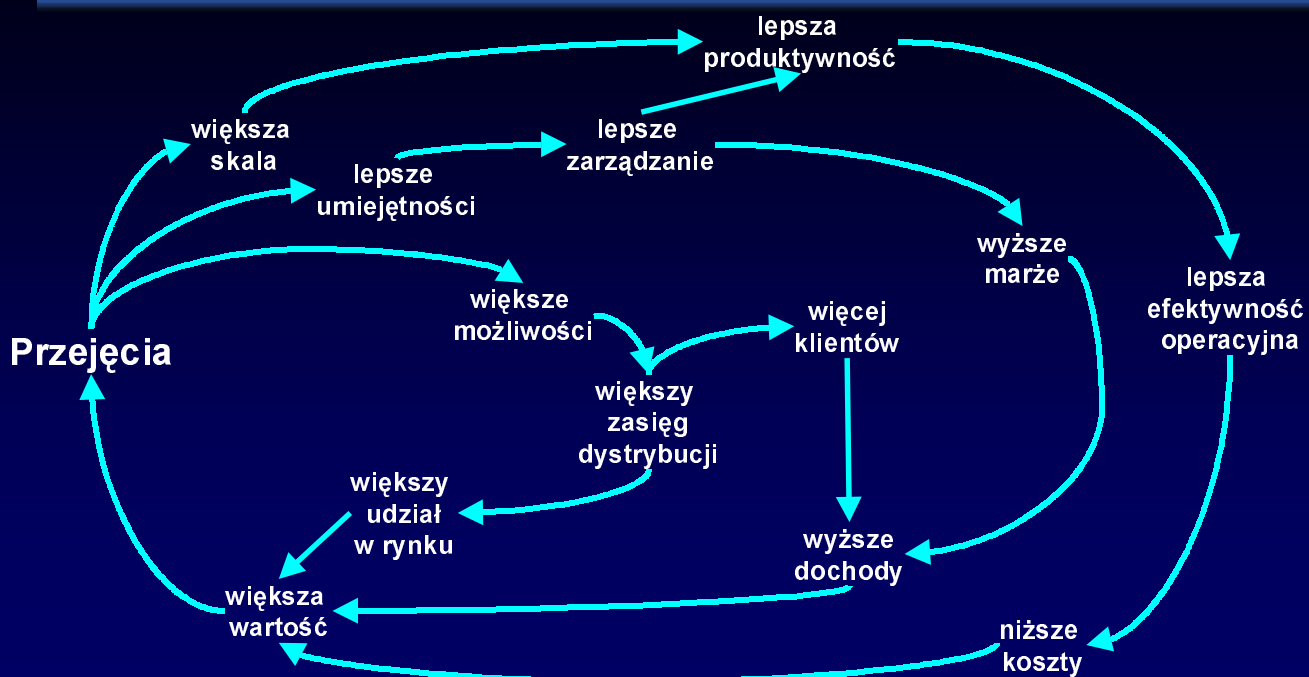 lepsza
produktywność
większa
skala
lepsze
zarządzanie
lepsze
umiejętności
wyższe
marże
lepsza
efektywność
operacyjna
większe
możliwości
więcej
klientów
Przejęcia
większy
zasięg
dystrybucji
większy
udział
w rynku
wyższe
dochody
większa
wartość
niższe
koszty